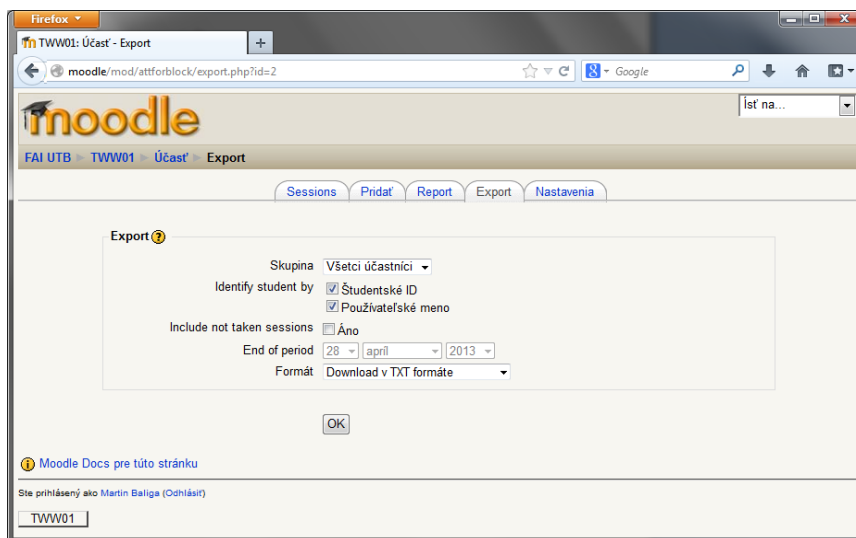 Firefox
TWW01: Účasť - Export
moodle/mod/attforblock/export.php?id=2
Google
moodle
Ísť na...
FAI UTB ► TWW01 ► Účasť ► Export
Sessions Pridať Report Export Nastavenia
Export
Skupina Všetci účastníci
Identify student by Študentské ID
Používateľské meno
Include not taken sessions Áno
End of period 28 apríl 2013
Formát Download v TXT formáte
OK
Moodle Docs pre túto stránku
Ste prihlásený ako Martin Baliga (Odhlásiť)
TWW01